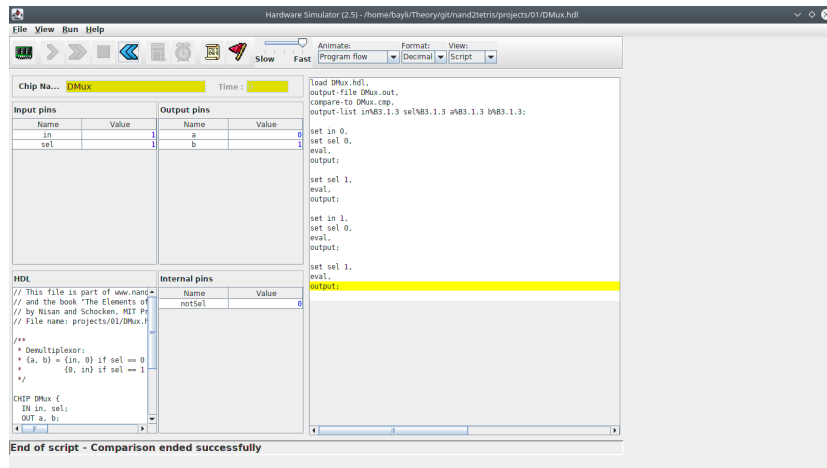 Hardware Simulator (2.5) - /home/bayli/Theory/git/nand2tetris/projects/01/DMux.hdl
File View Run Help
Slow Fast
Animate: Format: View:
Program flow Decimal Script
Chip Na... DMux Time :
Input pins
Name Value
in 1
sel 1
Output pins
Name Value
a 0
b 1
HDL
// This file is part of www.nand
// and the book "The Elements of
// by Nisan and Schocken, MIT Pr
// File name: projects/01/DMux.h
/**
* Demultiplexor:
* {a, b} = {in, 0} if sel == 0
* {0, in} if sel == 1
*/
CHIP DMux {
IN in, sel;
OUT a, b;
Internal pins
Name Value
notSel 0
load DMux.hdl,
output-file DMux.out,
compare-to DMux.cmp,
output-list in%B3.1.3 sel%B3.1.3 a%B3.1.3 b%B3.1.3;
set in 0,
set sel 0,
eval,
output;
set sel 1,
eval,
output;
set in 1,
set sel 0,
eval,
output;
set sel 1,
eval,
output;
End of script - Comparison ended successfully